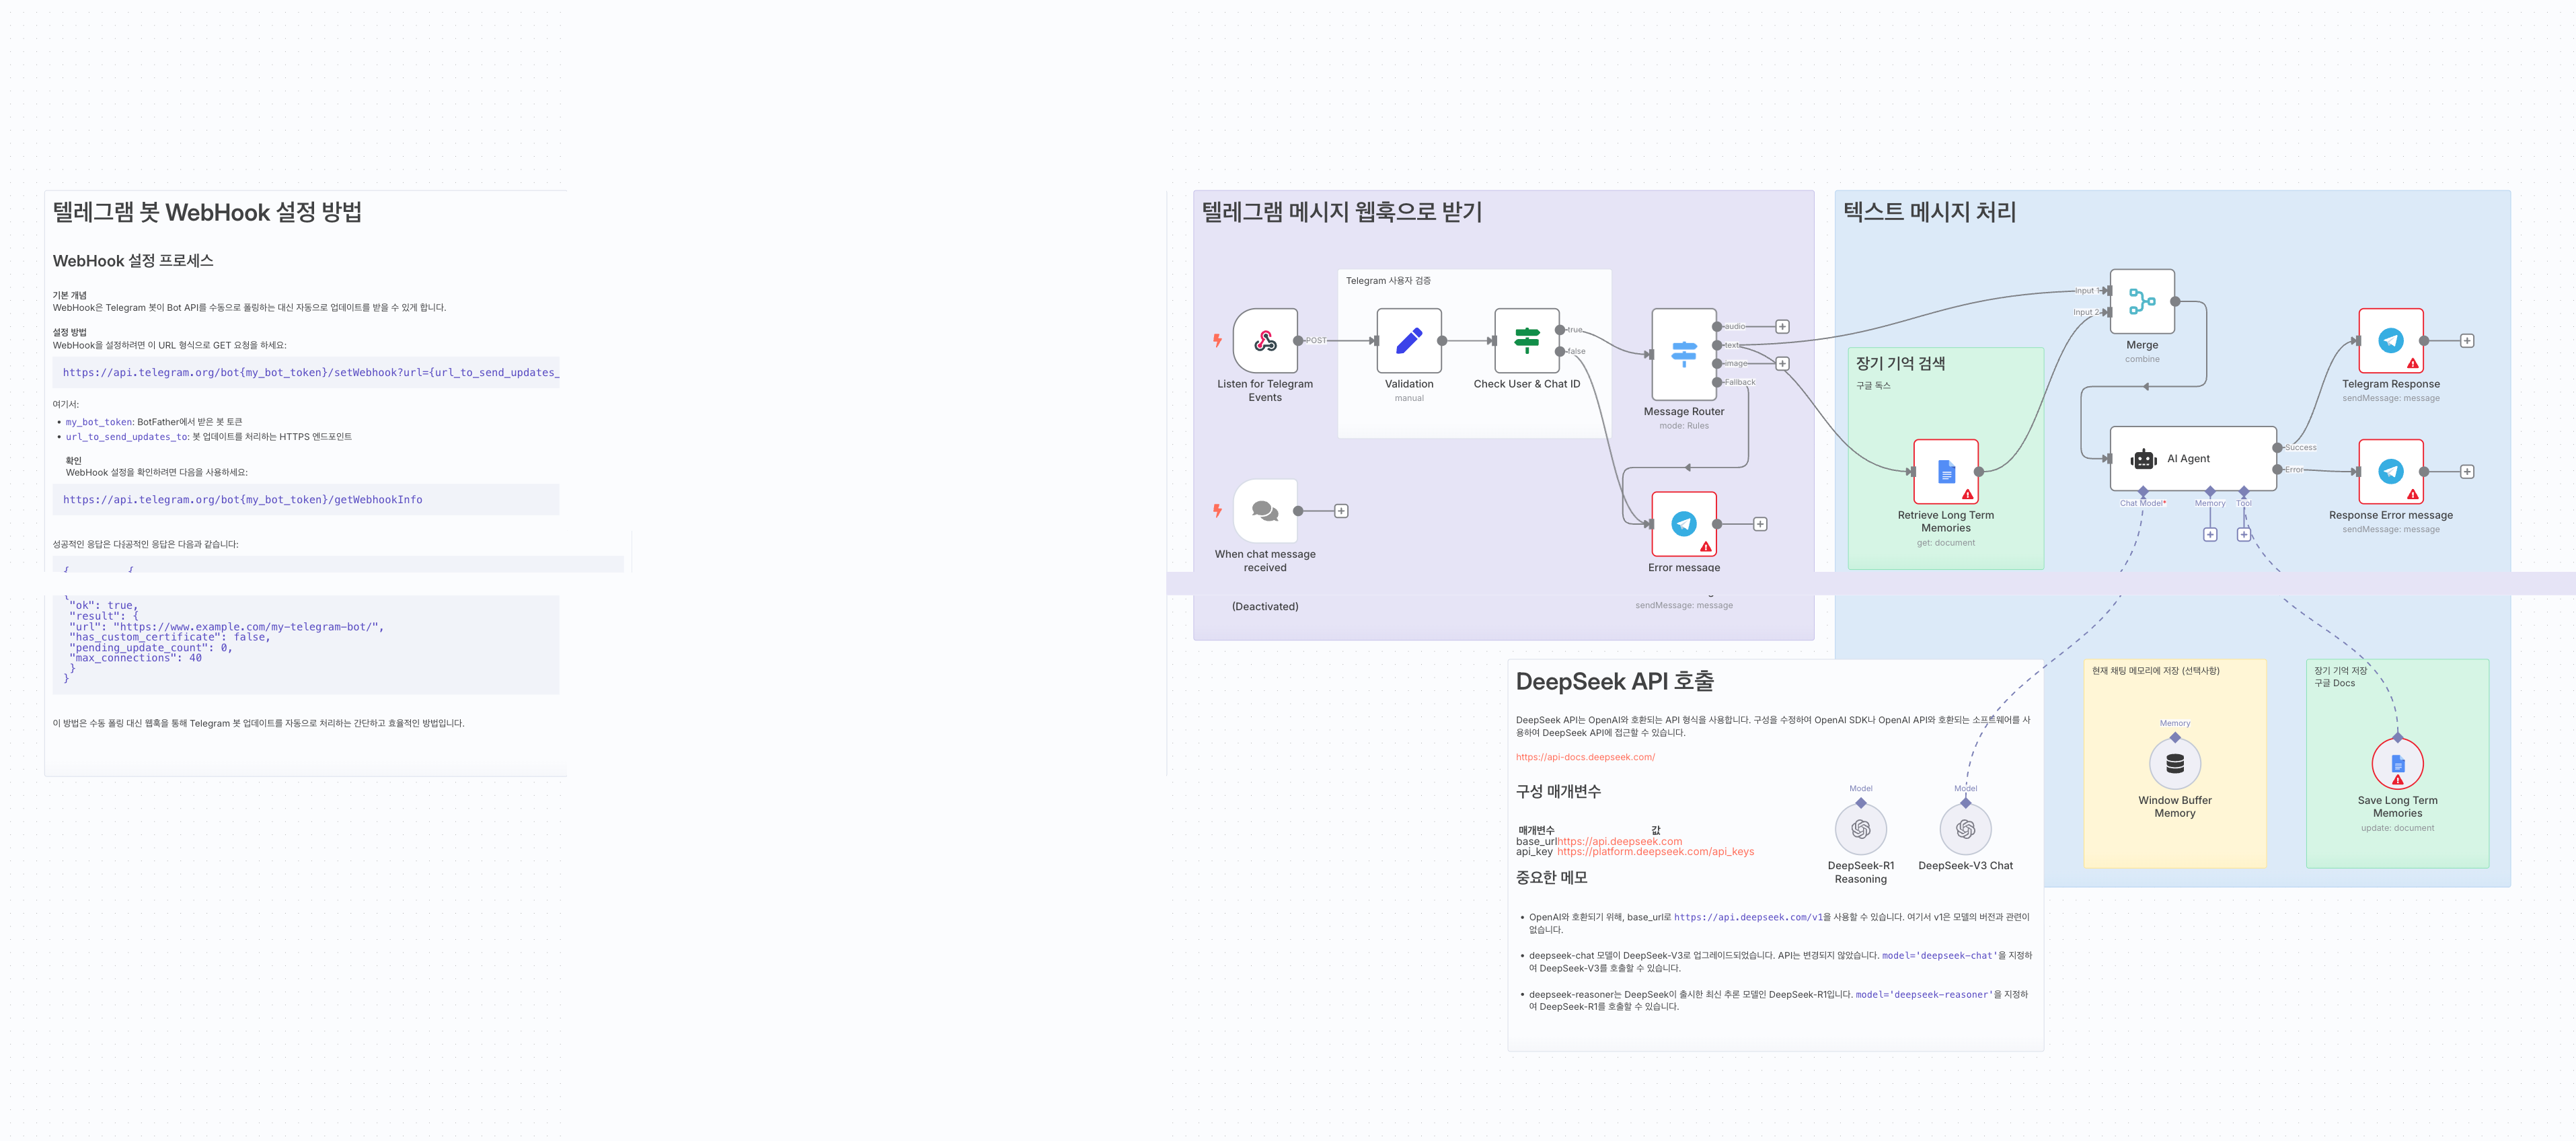 텔레그램 봇 WebHook 설정 방법
WebHook 설정 프로세스
기본 개념
WebHook은 Telegram 봇이 Bot API를 수동으로 폴링하는 대신 자동으로 업데이트를 받을 수 있게 합니다.
설정 방법
WebHook을 설정하려면 이 URL 형식으로 GET 요청을 하세요:
https://api.telegram.org/bot{my_bot_token}/setWebhook?url={url_to_send_updates_
여기서:
• my_bot_token: BotFather에서 받은 봇 토큰
• url_to_send_updates_to: 봇 업데이트를 처리하는 HTTPS 엔드포인트
확인
WebHook 설정을 확인하려면 다음을 사용하세요:
https://api.telegram.org/bot{my_bot_token}/getWebhookInfo
성공적인 응답은 다공적인 응답은 다음과 같습니다:
{ {
{
"ok": true,
"result": {
"url": "https://www.example.com/my-telegram-bot/",
"has_custom_certificate": false,
"pending_update_count": 0,
"max_connections": 40
}
}
이 방법은 수동 폴링 대신 웹훅을 통해 Telegram 봇 업데이트를 자동으로 처리하는 간단하고 효율적인 방법입니다.
텔레그램 메시지 웹훅으로 받기
Telegram 사용자 검증
POST
Listen for Telegram
Events
Validation
manual
true
false
Check User & Chat ID
audio
text
image
Fallback
Message Router
mode: Rules
When chat message
received
(Deactivated)
Error message
sendMessage: message
텍스트 메시지 처리
장기 기억 검색
구글 독스
Retrieve Long Term
Memories
get: document
Input 1
Input 2
Merge
combine
AI Agent
Success
Error
Chat Model*
Memory
Tool
Telegram Response
sendMessage: message
Response Error message
sendMessage: message
DeepSeek API 호출
DeepSeek API는 OpenAI와 호환되는 API 형식을 사용합니다. 구성을 수정하여 OpenAI SDK나 OpenAI API와 호환되는 소프트웨어를 사
용하여 DeepSeek API에 접근할 수 있습니다.
https://api-docs.deepseek.com/
구성 매개변수
매개변수 값
base_url https://api.deepseek.com
api_key https://platform.deepseek.com/api_keys
중요한 메모
• OpenAI와 호환되기 위해, base_url로 https://api.deepseek.com/v1을 사용할 수 있습니다. 여기서 v1은 모델의 버전과 관련이
없습니다.
• deepseek-chat 모델이 DeepSeek-V3로 업그레이드되었습니다. API는 변경되지 않았습니다. model='deepseek-chat'을 지정하
여 DeepSeek-V3를 호출할 수 있습니다.
• deepseek-reasoner는 DeepSeek이 출시한 최신 추론 모델인 DeepSeek-R1입니다. model='deepseek-reasoner'을 지정하
여 DeepSeek-R1를 호출할 수 있습니다.
Model
DeepSeek-R1
Reasoning
Model
DeepSeek-V3 Chat
현재 채팅 메모리에 저장 (선택사항)
Memory
Window Buffer
Memory
장기 기억 저장
구글 Docs
Save Long Term
Memories
update: document